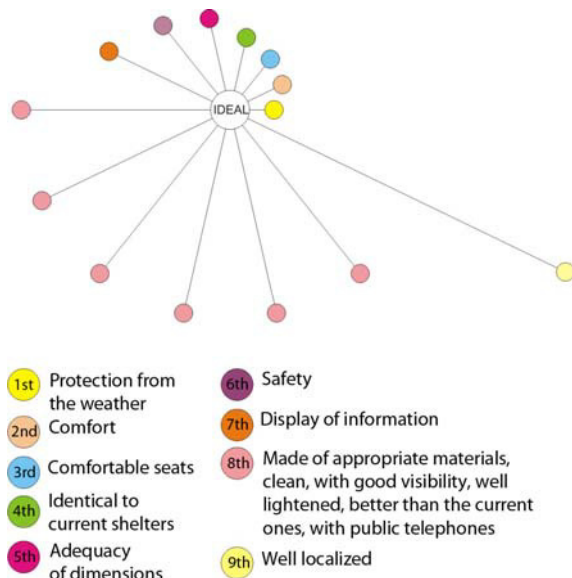 IDEAL
1st Protection from
the weather
2nd Comfort
3rd Comfortable seats
4th Identical to
current shelters
5th Adequacy
of dimensions
6th Safety
7th Display of information
8th Made of appropriate materials,
clean, with good visibility, well
lightened, better than the current
ones, with public telephones
9th Well localized